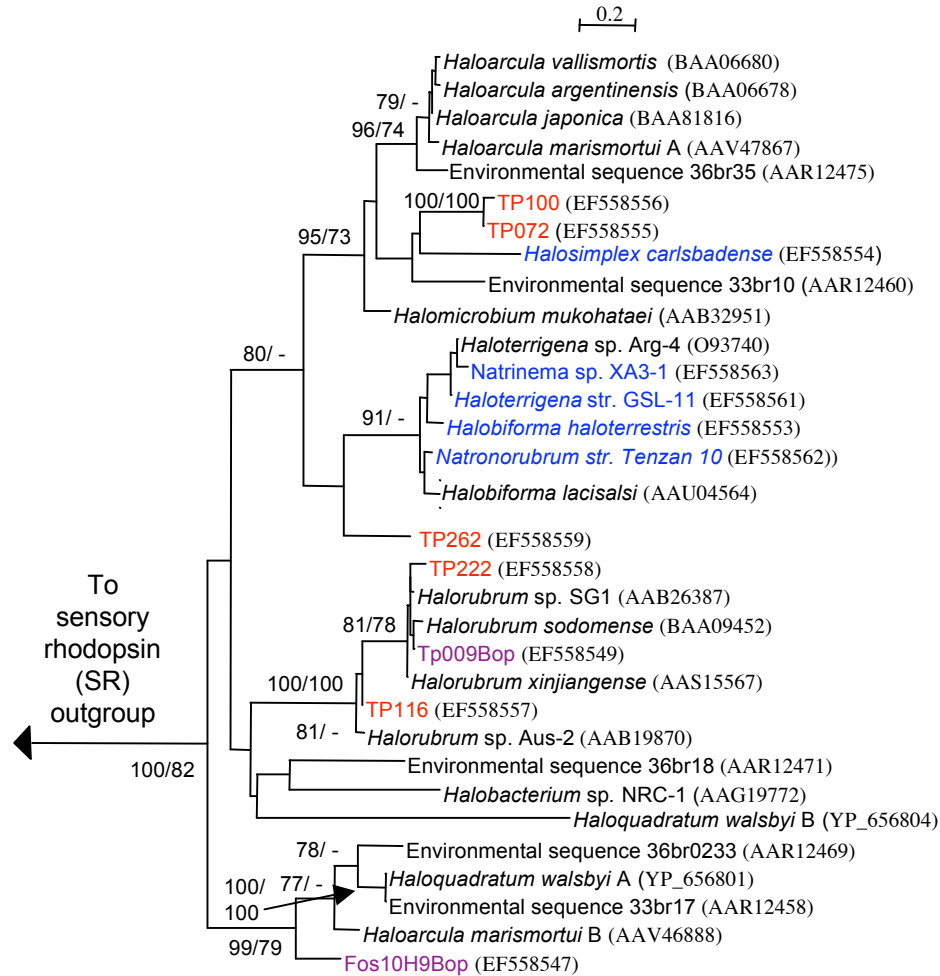 0.2
Haloarcula vallismortis (BAA06680)
Haloarcula argentinensis (BAA06678)
79/ -
Haloarcula japonica (BAA81816)
96/74
Haloarcula marismortui A (AAV47867)
Environmental sequence 36br35 (AAR12475)
100/100
TP100 (EF558556)
TP072 (EF558555)
95/73
Halosimplex carlsbadense (EF558554)
Environmental sequence 33br10 (AAR12460)
Halomicrobium mukohataei (AAB32951)
80/ -
Haloterrigena sp. Arg-4 (O93740)
Natrinema sp. XA3-1 (EF558563)
Haloterrigena str. GSL-11 (EF558561)
91/ -
Halobiforma haloterrestris (EF558553)
Natronorubrum str. Tenzan 10 (EF558562))
Halobiforma lacisalsi (AAU04564)
TP262 (EF558559)
TP222 (EF558558)
To
sensory
rhodopsin
(SR)
outgroup
Halorubrum sp. SG1 (AAB26387)
81/78
Halorubrum sodomense (BAA09452)
Tp009Bop (EF558549)
100/100
Halorubrum xinjiangense (AAS15567)
TP116 (EF558557)
81/ -
Halorubrum sp. Aus-2 (AAB19870)
100/82
Environmental sequence 36br18 (AAR12471)
Halobacterium sp. NRC-1 (AAG19772)
Haloquadratum walsbyi B (YP_656804)
78/ -
Environmental sequence 36br0233 (AAR12469)
100/
100
77/ -
Haloquadratum walsbyi A (YP_656801)
Environmental sequence 33br17 (AAR12458)
Haloarcula marismortui B (AAV46888)
99/79
Fos10H9Bop (EF558547)